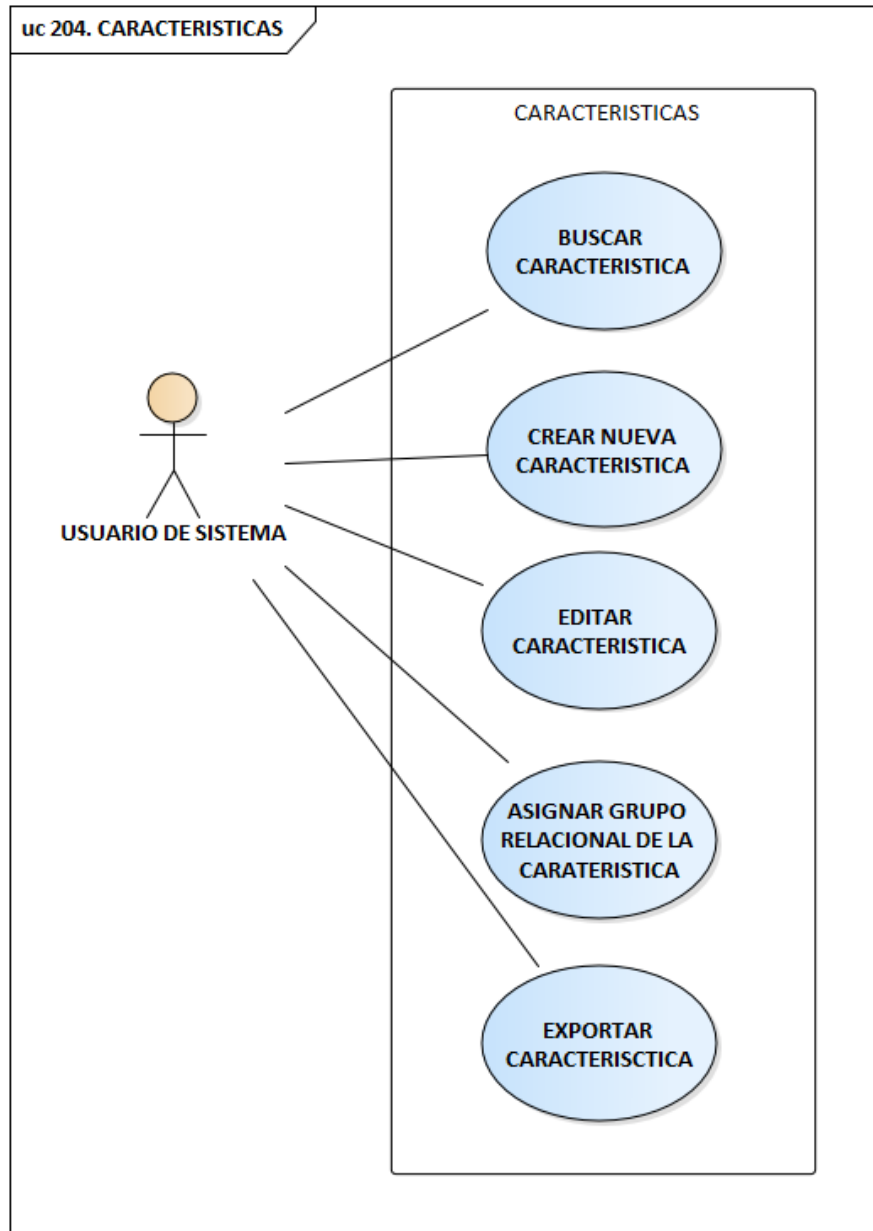 uc 204. CARACTERISTICAS
CARACTERISTICAS
BUSCAR
CARACTERISTICA
CREAR NUEVA
CARACTERISTICA
USUARIO DE SISTEMA
EDITAR
CARACTERISTICA
ASIGNAR GRUPO
RELACIONAL DE LA
CARATERISTICA
EXPORTAR
CARACTERISCTICA